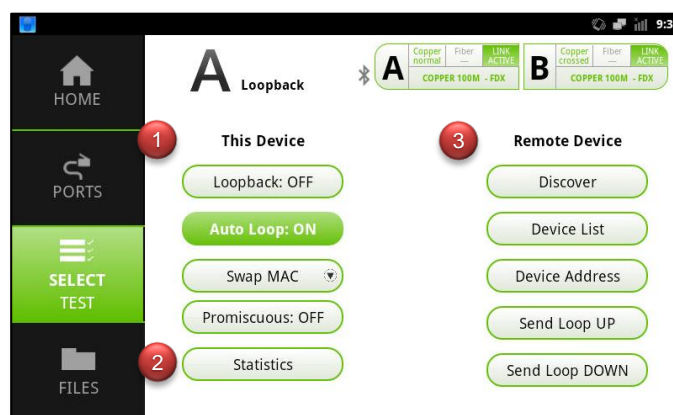 9:3
HOME
PORTS
SELECT
TEST
FILES
A Loopback
A
Copper normal
Fiber —
LINK ACTIVE
COPPER 100M - FDX
B
Copper crossed
Fiber —
LINK ACTIVE
COPPER 100M - FDX
1 This Device
Loopback: OFF
Auto Loop: ON
Swap MAC
Promiscuous: OFF
2 Statistics
3 Remote Device
Discover
Device List
Device Address
Send Loop UP
Send Loop DOWN